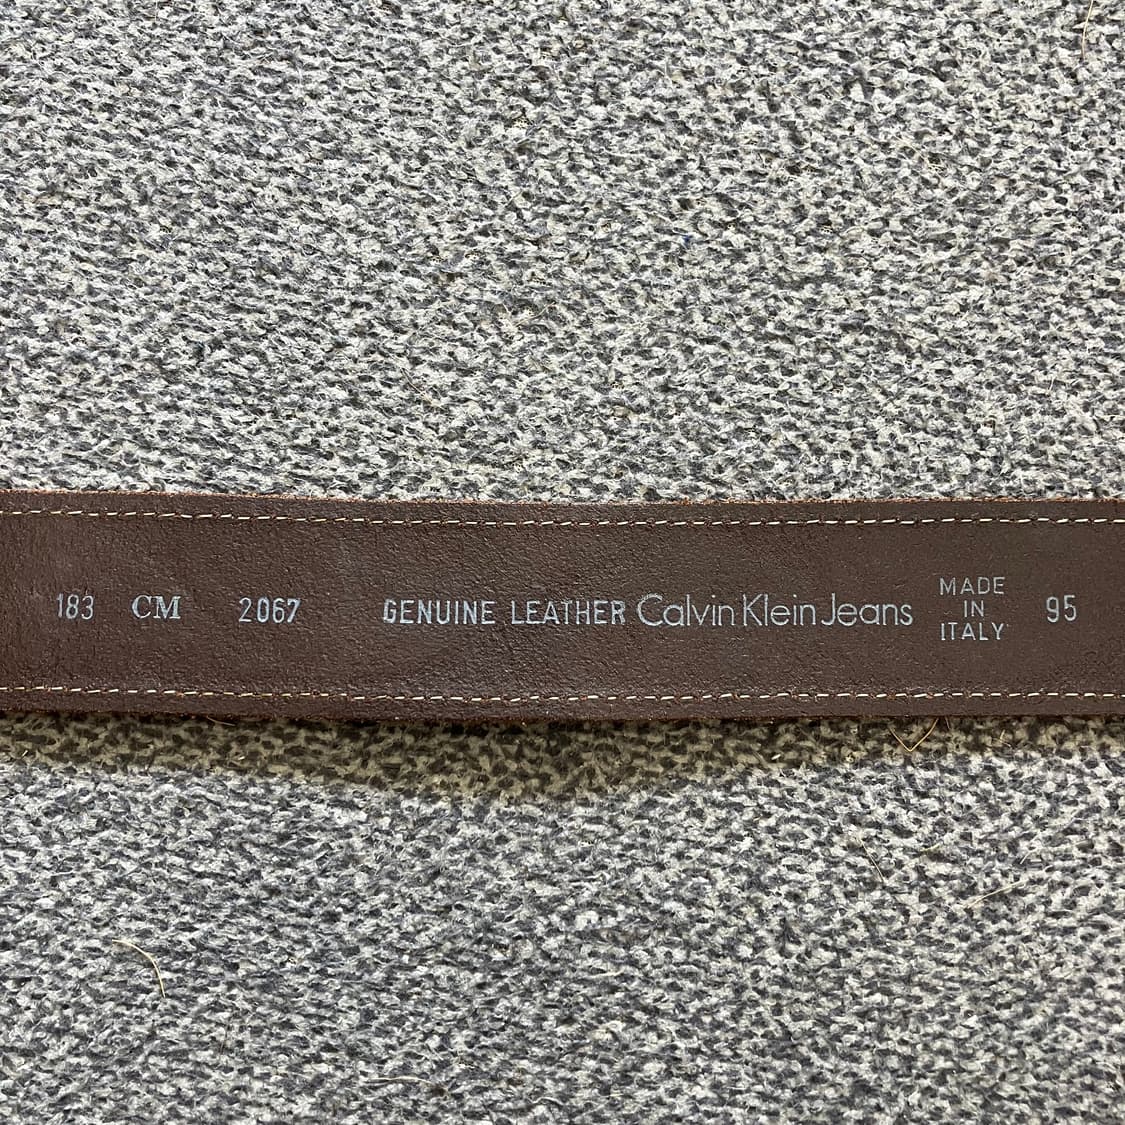 183 CM 2067 GENUINE LEATHER Calvin Klein Jeans
MADE
IN
ITALY
95